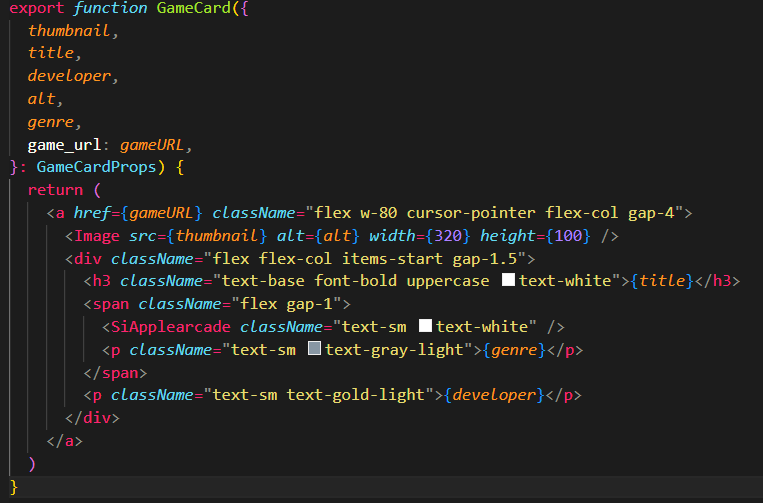 export function GameCard({
  thumbnail,
  title,
  developer,
  alt,
  genre,
  game_url: gameURL,
}: GameCardProps) {
  return (
    <a href={gameURL} className="flex w-80 cursor-pointer flex-col gap-4">
      <Image src={thumbnail} alt={alt} width={320} height={100} />
      <div className="flex flex-col items-start gap-1.5">
        <h3 className="text-base font-bold uppercase text-white">{title}</h3>
        <span className="flex gap-1">
          <SiApplearcade className="text-sm text-white" />
          <p className="text-sm text-gray-light">{genre}</p>
        </span>
        <p className="text-sm text-gold-light">{developer}</p>
      </div>
    </a>
  )
}